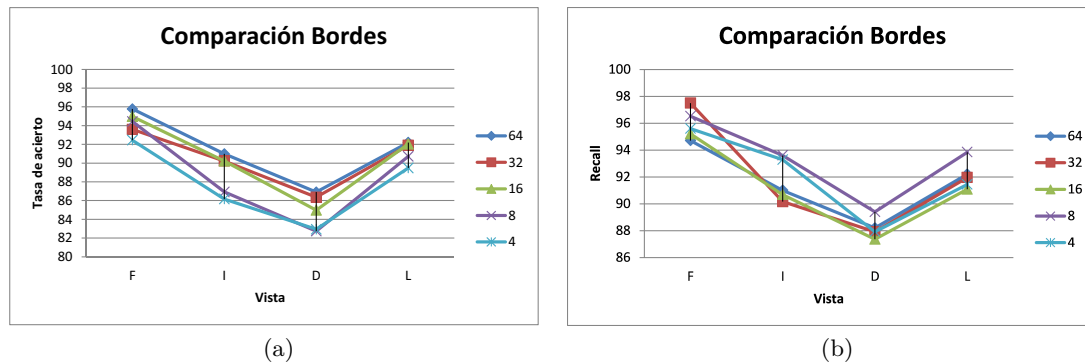 Comparación Bordes
Tasa de acierto
100
98
96
94
92
90
88
86
84
82
80
F I D L
Vista
64
32
16
8
4
(a)
Comparación Bordes
Recall
100
98
96
94
92
90
88
86
F I D L
Vista
64
32
16
8
4
(b)